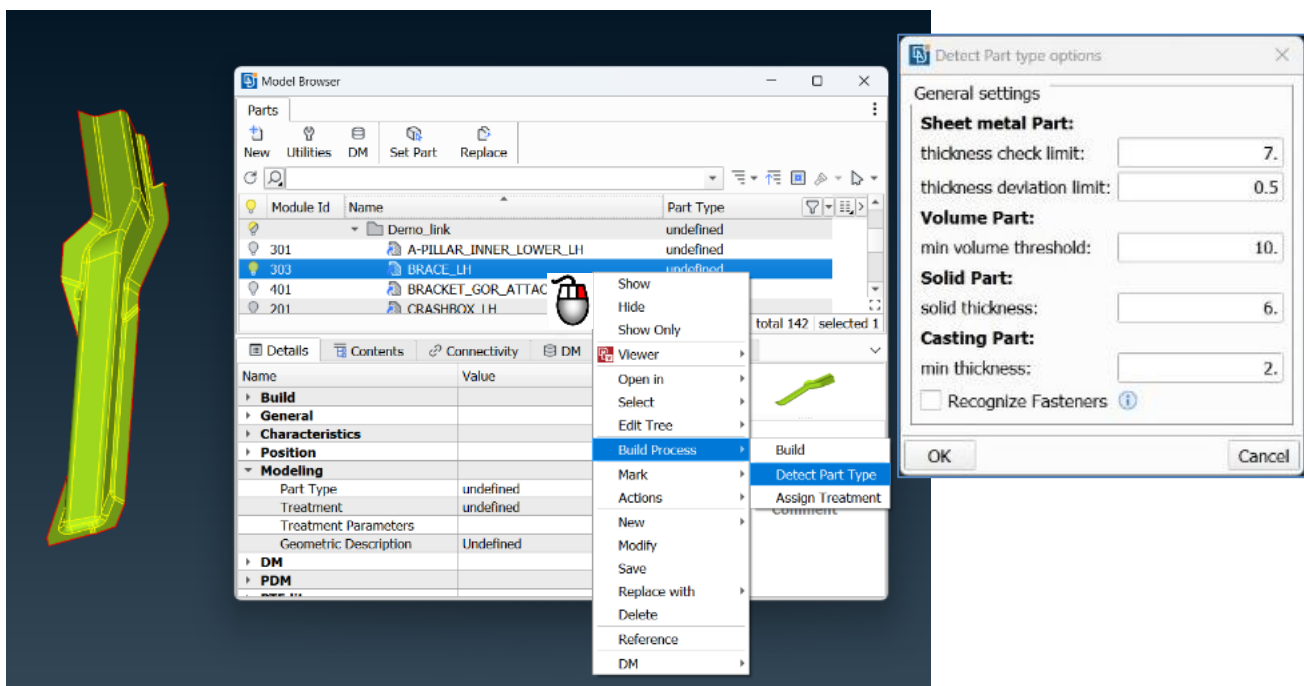 Model Browser
Parts
New Utilities DM Set Part Replace
Module Id Name Part Type
Demo_link undefined
301 A-PILLAR_INNER_LOWER_LH undefined
303 BRACE_LH undefined
401 BRACKET_GOR_ATTAC
201 CRASHBOX_LH
total 142 selected 1
Details Contents Connectivity DM
Name Value
Build
General
Characteristics
Position
Modeling
Part Type undefined
Treatment undefined
Treatment Parameters
Geometric Description Undefined
DM
PDM
Comment
Show
Hide
Show Only
Viewer
Open in
Select
Edit Tree
Build Process
Mark
Actions
New
Modify
Save
Replace with
Delete
Reference
DM
Build
Detect Part Type
Assign Treatment
Detect Part type options
General settings
Sheet metal Part:
thickness check limit: 7.
thickness deviation limit: 0.5
Volume Part:
min volume threshold: 10.
Solid Part:
solid thickness: 6.
Casting Part:
min thickness: 2.
Recognize Fasteners
OK Cancel